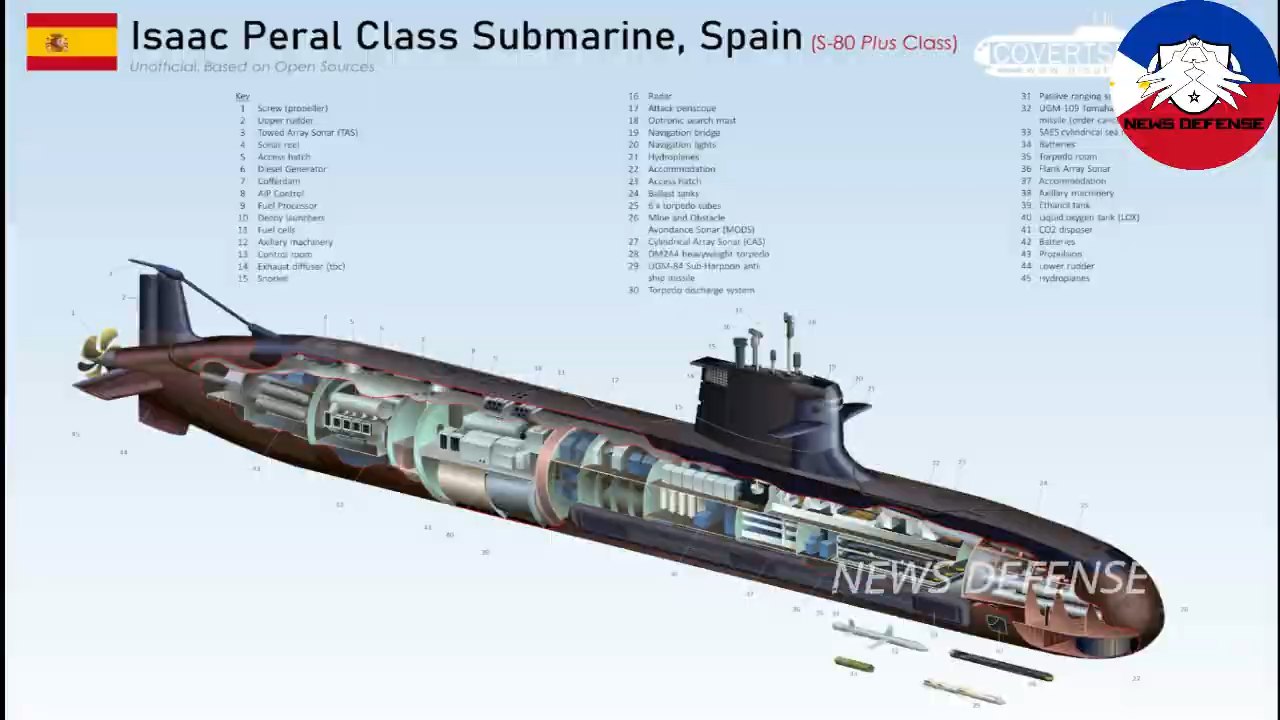 Isaac Peral Class Submarine, Spain (S-80 Plus Class)
Unofficial. Based on Open Sources
COVERTS
NEWS DEFENSE
Key
1 Screw (propeller)
2 Upper rudder
3 Towed Array Sonar (TAS)
4 Sonar reel
5 Access hatch
6 Diesel Generator
7 Cofferdam
8 AIP Control
9 Fuel Processor
10 Decoy launchers
11 Fuel cells
12 Axillary machinery
13 Control room
14 Exhaust diffuser (tbc)
15 Snorkel
16 Radar
17 Attack periscope
18 Optronic search mast
19 Navigation bridge
20 Navigation lights
21 Hydroplanes
22 Accommodation
23 Access hatch
24 Ballast tanks
25 6 x torpedo tubes
26 Mine and Obstacle
Avoidance Sonar (MODS)
27 Cylindrical Array Sonar (CAS)
28 DM2A4 heavyweight torpedo
29 UGM-84 Sub-Harpoon anti-
ship missile
30 Torpedo discharge system
31 Passive ranging
32 UGM-109 Tomaha
missile (order canc
33 SAES cylindrical sea
34 Batteries
35 Torpedo room
36 Flank Array Sonar
37 Accommodation
38 Axillary machinery
39 Ethanol tank
40 Liquid oxygen tank (LOX)
41 CO2 disposer
42 Batteries
43 Propulsion
44 Lower rudder
45 Hydroplanes
NEWS DEFENSE